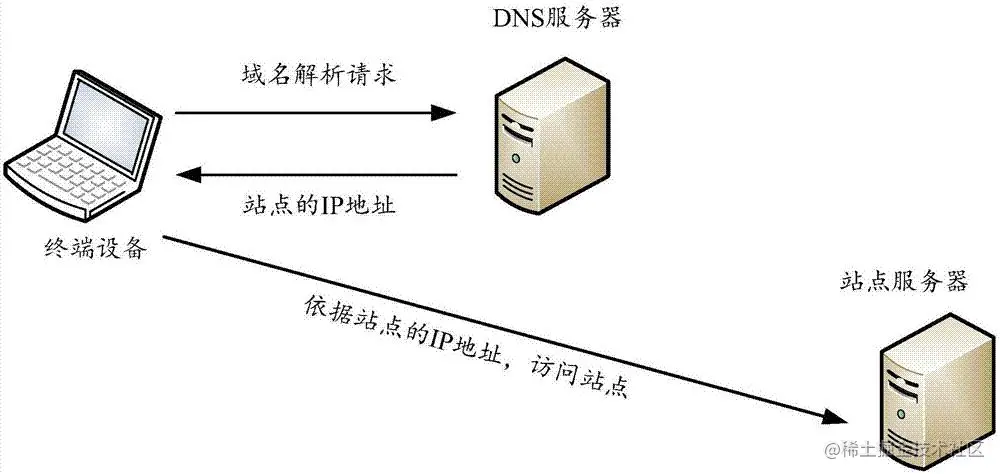 DNS服务器
域名解析请求
站点的IP地址
终端设备
站点服务器
依据站点的IP地址，访问站点
@稀土掘金技术社区